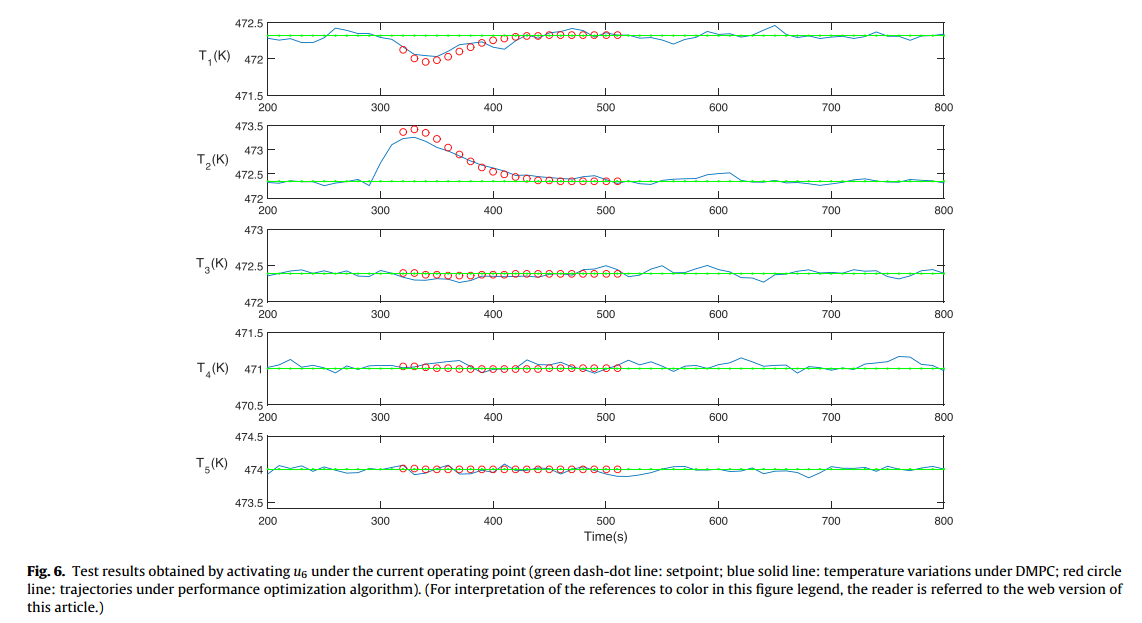 472.5
T1(K)
472
471.5
200 300 400 500 600 700 800
473.5
473
T2(K)
472.5
472
200 300 400 500 600 700 800
473
T3(K)
472.5
472
200 300 400 500 600 700 800
471.5
T4(K)
471
470.5
200 300 400 500 600 700 800
474.5
T5(K)
474
473.5
200 300 400 500 600 700 800
Time(s)
Fig. 6. Test results obtained by activating u6 under the current operating point (green dash-dot line: setpoint; blue solid line: temperature variations under DMPC; red circle
line: trajectories under performance optimization algorithm). (For interpretation of the references to color in this figure legend, the reader is referred to the web version of
this article.)